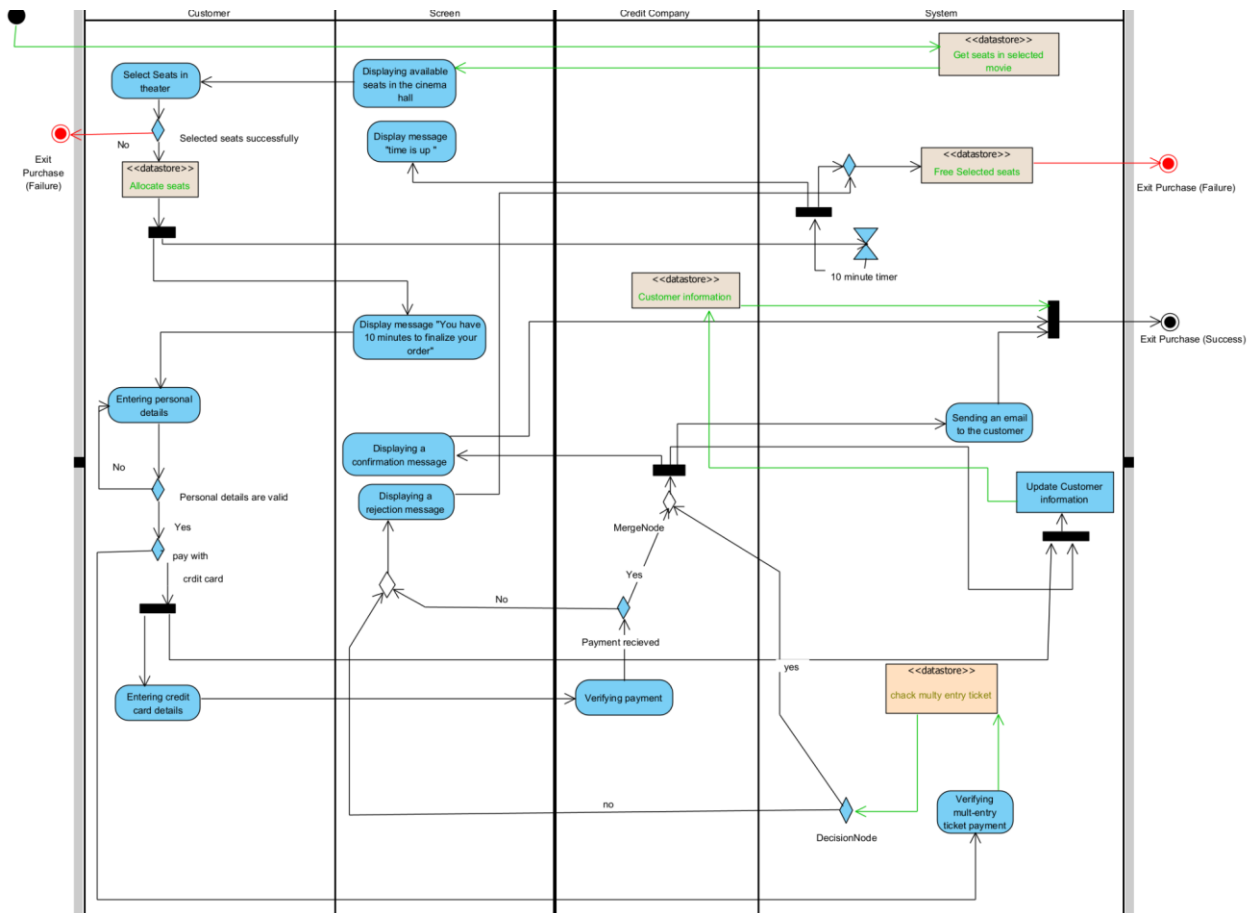 Customer
Screen
Credit Company
System
<<datastore>>
Get seats in selected
movie
Select Seats in
theater
Displaying available
seats in the cinema
hall
Selected seats successfully
No
Exit
Purchase
(Failure)
Display message
"time is up "
<<datastore>>
Allocate seats
<<datastore>>
Free Selected seats
Exit Purchase (Failure)
10 minute timer
<<datastore>>
Customer information
Display message "You have
10 minutes to finalize your
order"
Exit Purchase (Success)
Entering personal
details
Sending an email
to the customer
Displaying a
confirmation message
No
Personal details are valid
Displaying a
rejection message
Update Customer
information
MergeNode
Yes
pay with
crdit card
Yes
No
Payment recieved
Entering credit
card details
Verifying payment
yes
<<datastore>>
chack multy entry ticket
no
Verifying
mult-entry
ticket payment
DecisionNode